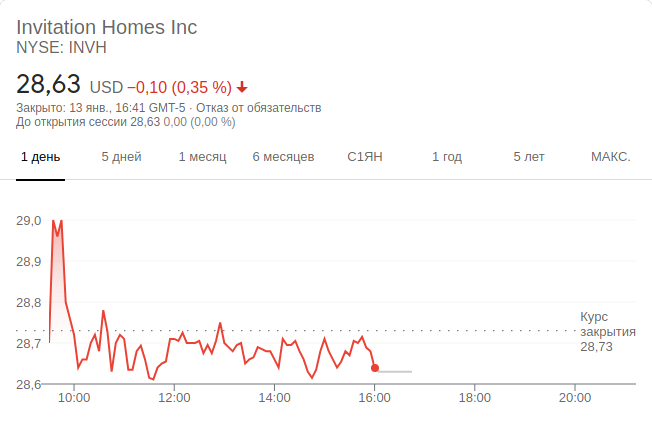 Invitation Homes Inc
NYSE: INVH
28,63 USD −0,10 (0,35 %)
Закрыто: 13 янв., 16:41 GMT-5 · Отказ от обязательств
До открытия сессии 28,63 0,00 (0,00 %)
1 день 5 дней 1 месяц 6 месяцев С1ЯН 1 год 5 лет МАКС.
29,0
28,9
28,8
Курс
закрытия
28,73
28,7
28,6
10:00 12:00 14:00 16:00 18:00 20:00